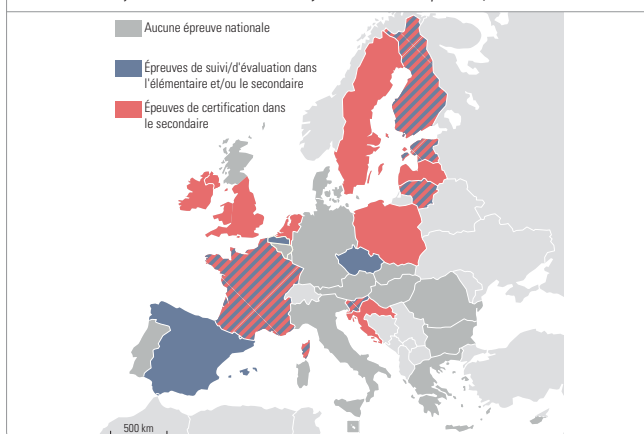 Aucune épreuve nationale
Épreuves de suivi/d'évaluation dans
l'élémentaire et/ou le secondaire
Épeuves de certification dans
le secondaire
500 km